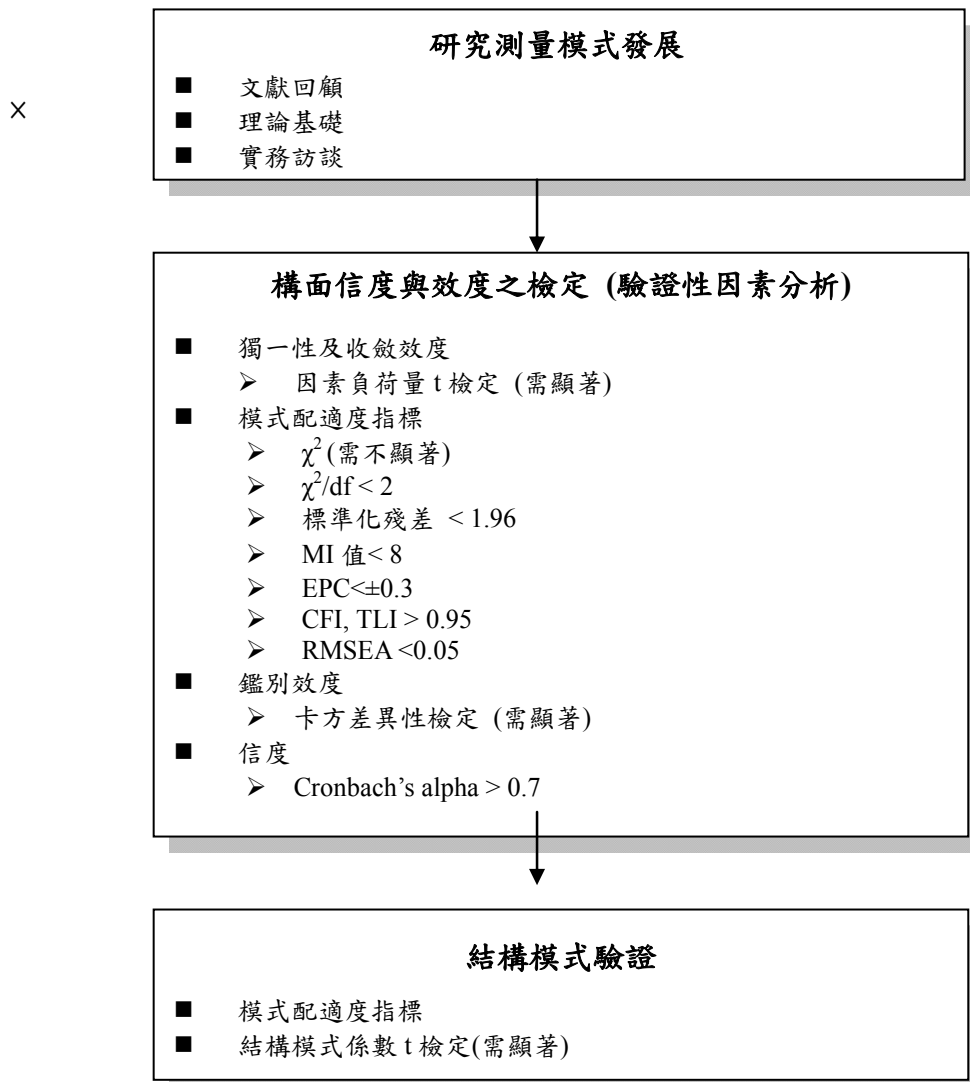 研究測量模式發展
■ 文獻回顧
☓
■ 理論基礎
■ 實務訪談
構面信度與效度之檢定 (驗證性因素分析)
■ 獨一性及收斂效度
➢ 因素負荷量 t 檢定 (需顯著)
■ 模式配適度指標
➢ χ²(需不顯著)
➢ χ²/df < 2
➢ 標準化殘差 < 1.96
➢ MI 值< 8
➢ EPC<±0.3
➢ CFI, TLI > 0.95
➢ RMSEA <0.05
■ 鑑別效度
➢ 卡方差異性檢定 (需顯著)
■ 信度
➢ Cronbach’s alpha > 0.7
結構模式驗證
■ 模式配適度指標
■ 結構模式係數 t 檢定(需顯著)